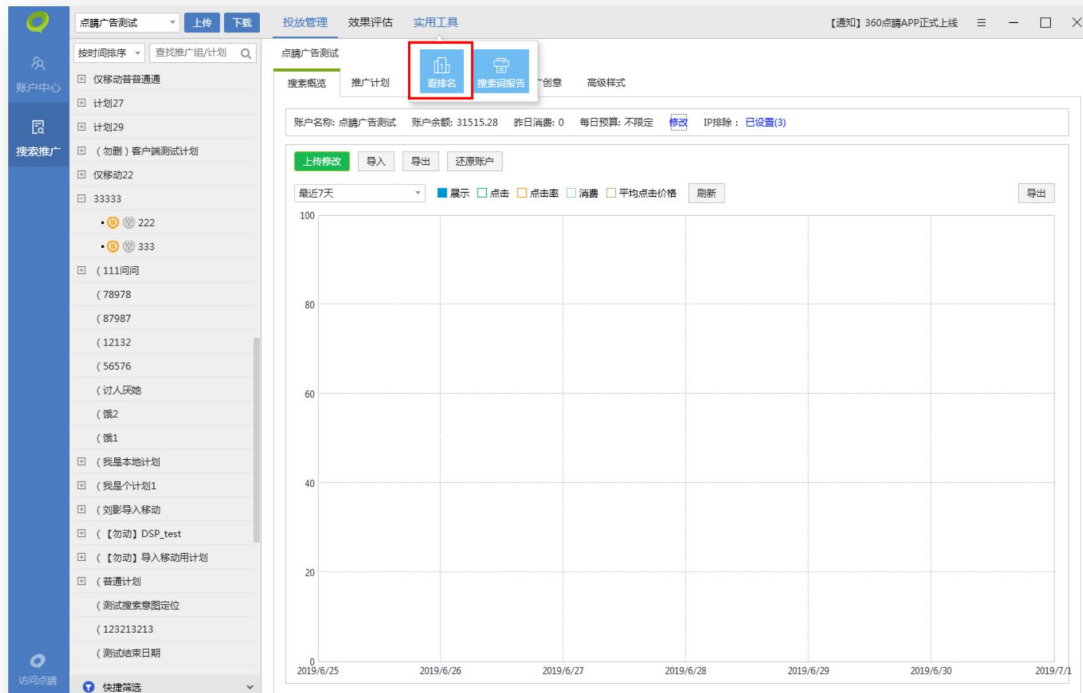 点睛广告测试
上传
下载
投放管理
效果评估
实用工具
【通知】360点睛APP正式上线
账户中心
搜索推广
访问点睛
按时间排序
查找推广组/计划
仅移动普普通通
计划27
计划29
(勿删)客户端测试计划
仅移动22
33333
222
333
(111问问
(78978
(87987
(12132
(56576
(讨人厌她
(饿2
(饿1
(我是本地计划
(我是个计划1
(刘影导入移动
(【勿动】DSP_test
(【勿动】导入移动用计划
(普通计划
(测试搜索意图定位
(123213213
(测试结束日期
快捷筛选
点睛广告测试
看排名
搜索词报告
搜索概览
推广计划
创意
高级样式
账户名称: 点睛广告测试 账户余额: 31515.28 昨日消费: 0 每日预算: 不限定 修改 IP排除: 已设置(3)
上传修改
导入
导出
还原账户
最近7天
展示 点击 点击率 消费 平均点击价格
刷新
导出
100
80
60
40
20
0
2019/6/25 2019/6/26 2019/6/27 2019/6/28 2019/6/29 2019/6/30 2019/7/1